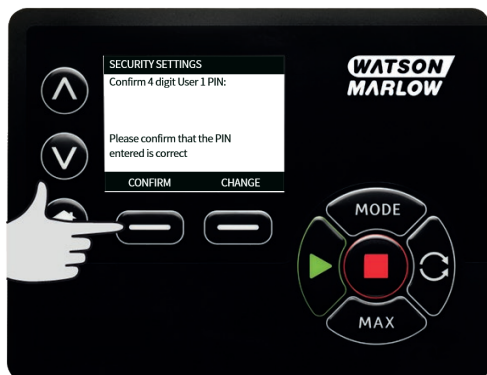 SECURITY SETTINGS
Confirm 4 digit User 1 PIN:
Please confirm that the PIN
entered is correct
CONFIRM CHANGE
WATSON
MARLOW
MODE
MAX